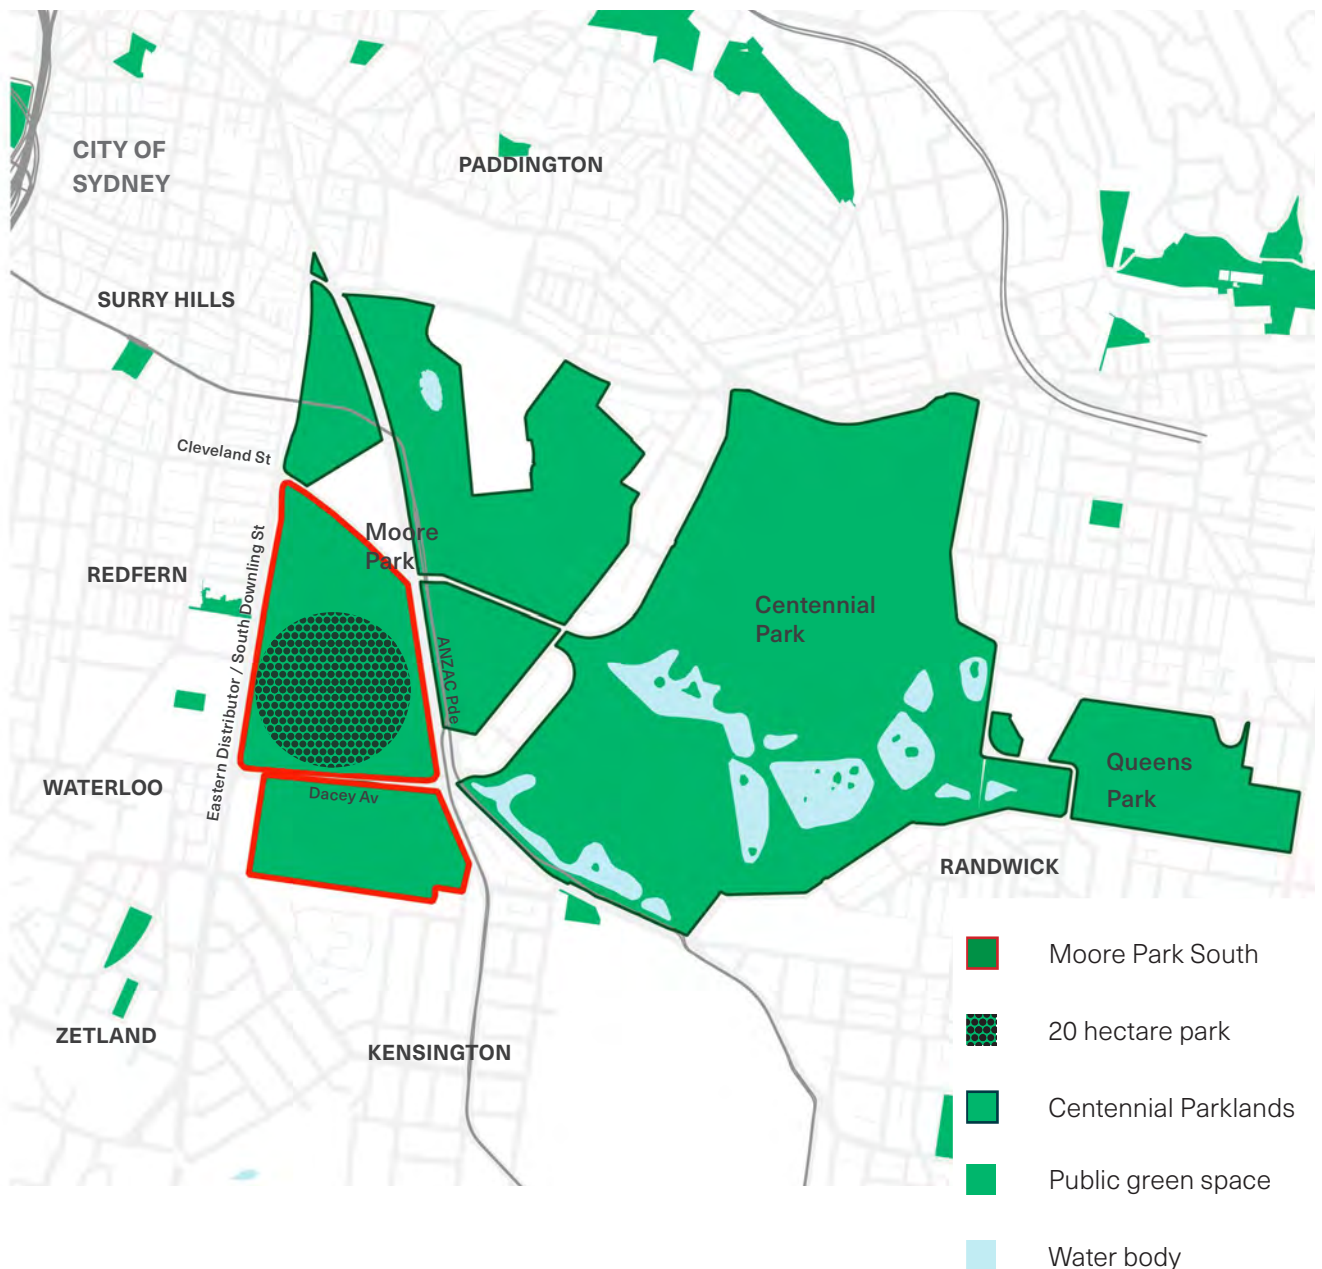 CITY OF
SYDNEY
PADDINGTON
SURRY HILLS
Cleveland St
Moore
Park
REDFERN
Eastern Distributor / South Downling St
Centennial
Park
ANZAC Pde
Queens
Park
WATERLOO
Dacey Av
RANDWICK
ZETLAND
KENSINGTON
Moore Park South
20 hectare park
Centennial Parklands
Public green space
Water body